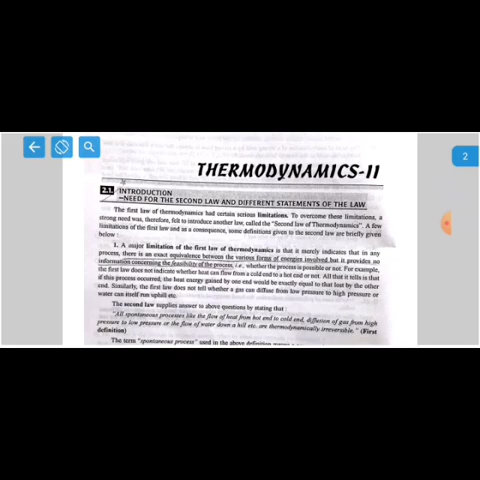 2
THERMODYNAMICS-II
2.1. INTRODUCTION
–NEED FOR THE SECOND LAW AND DIFFERENT STATEMENTS OF THE LAW
The first law of thermodynamics had certain serious limitations. To overcome these limitations, a
strong need was, therefore, felt to introduce another law, called the "Second law of Thermodynamics". A few
limitations of the first law and as a consequence, some definitions given to the second law are briefly given
below :
1. A major limitation of the first law of thermodynamics is that it merely indicates that in any
process, there is an exact equivalence between the various forms of energies involved but it provides no
information concerning the feasibility of the process, i.e., whether the process is possible or not. For example,
the first law does not indicate whether heat can flow from a cold end to a hot end or not. All that it tells is that
if this process occurred, the heat energy gained by one end would be exactly equal to that lost by the other
end. Similarly, the first law does not tell whether a gas can diffuse from low pressure to high pressure or
water can itself run uphill etc.
The second law supplies answer to above questions by stating that :
"All spontaneous processes like the flow of heat from hot end to cold end, diffusion of gas from high
pressure to low pressure or the flow of water down a hill etc. are thermodynamically irreversible." (First
definition)
The term "spontaneous process" used in the above definition